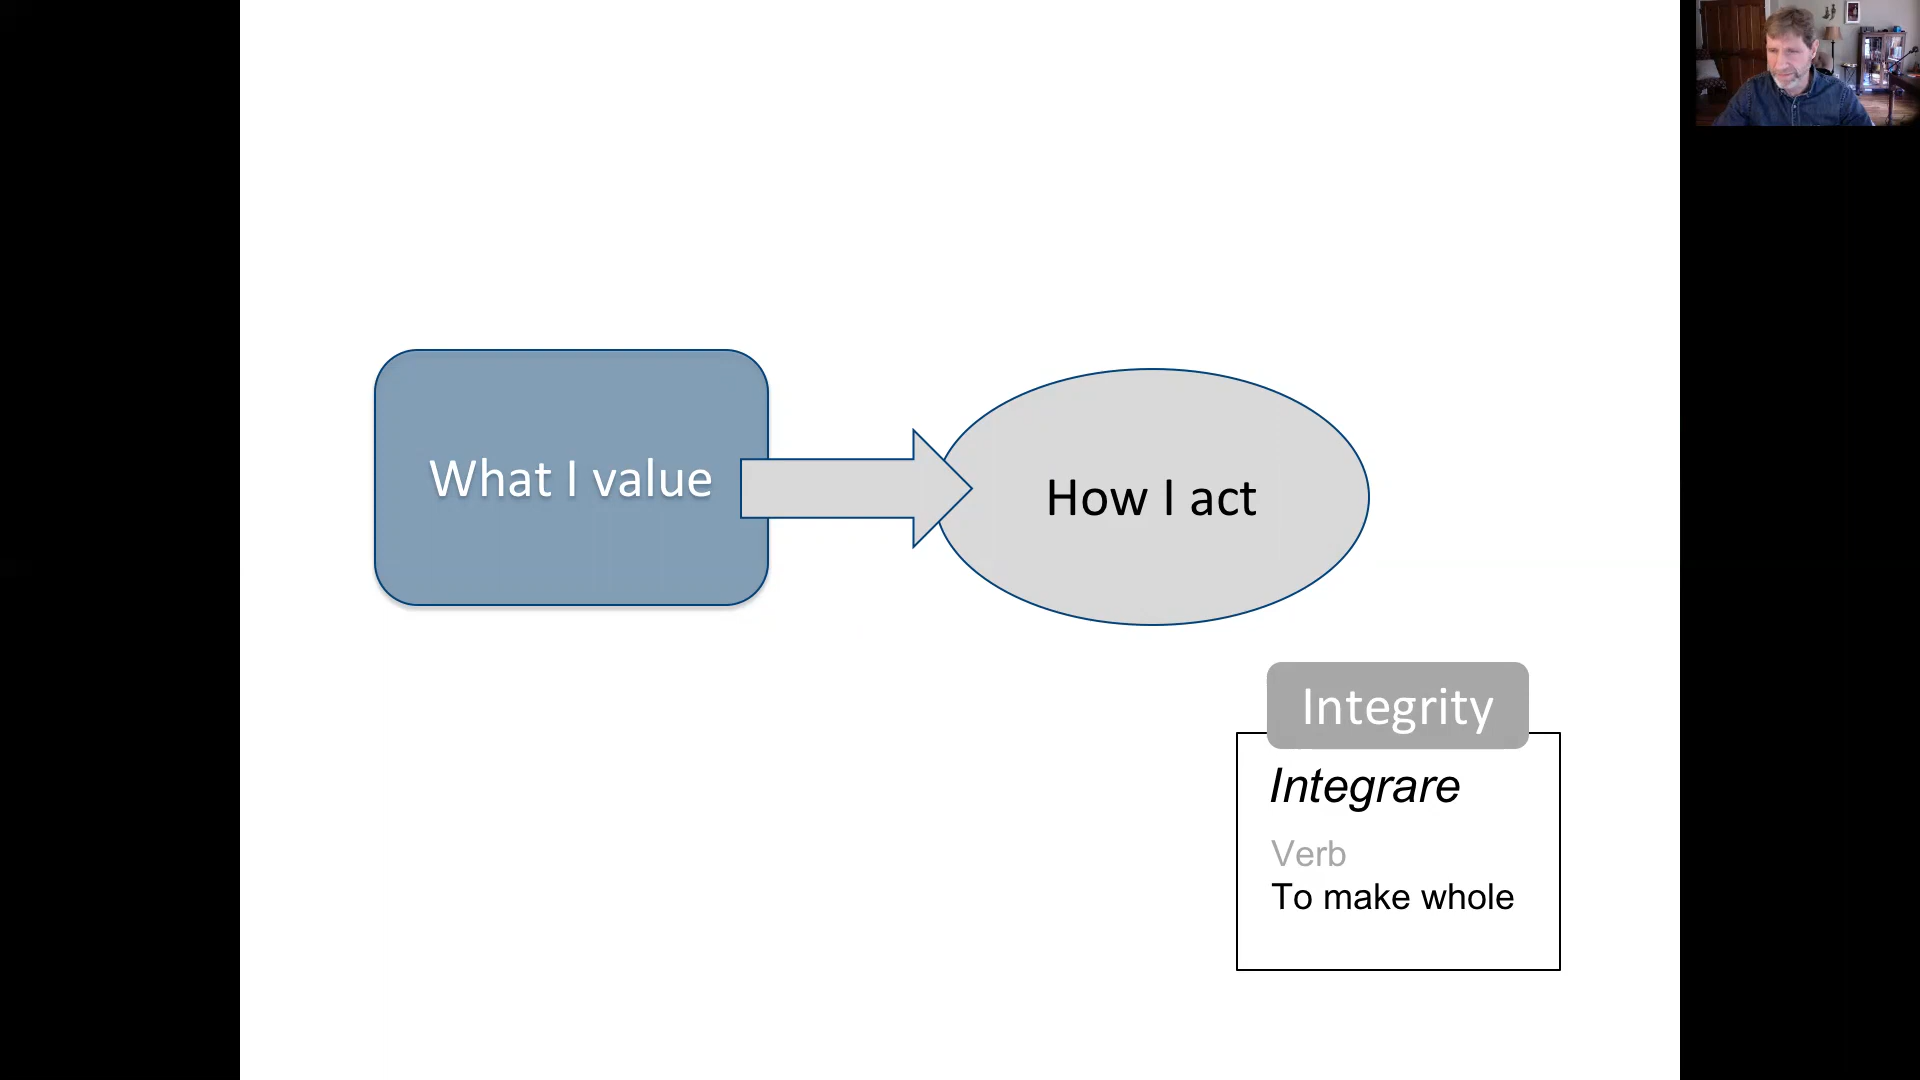 What I value
How I act
Integrity
Integrare
Verb
To make whole